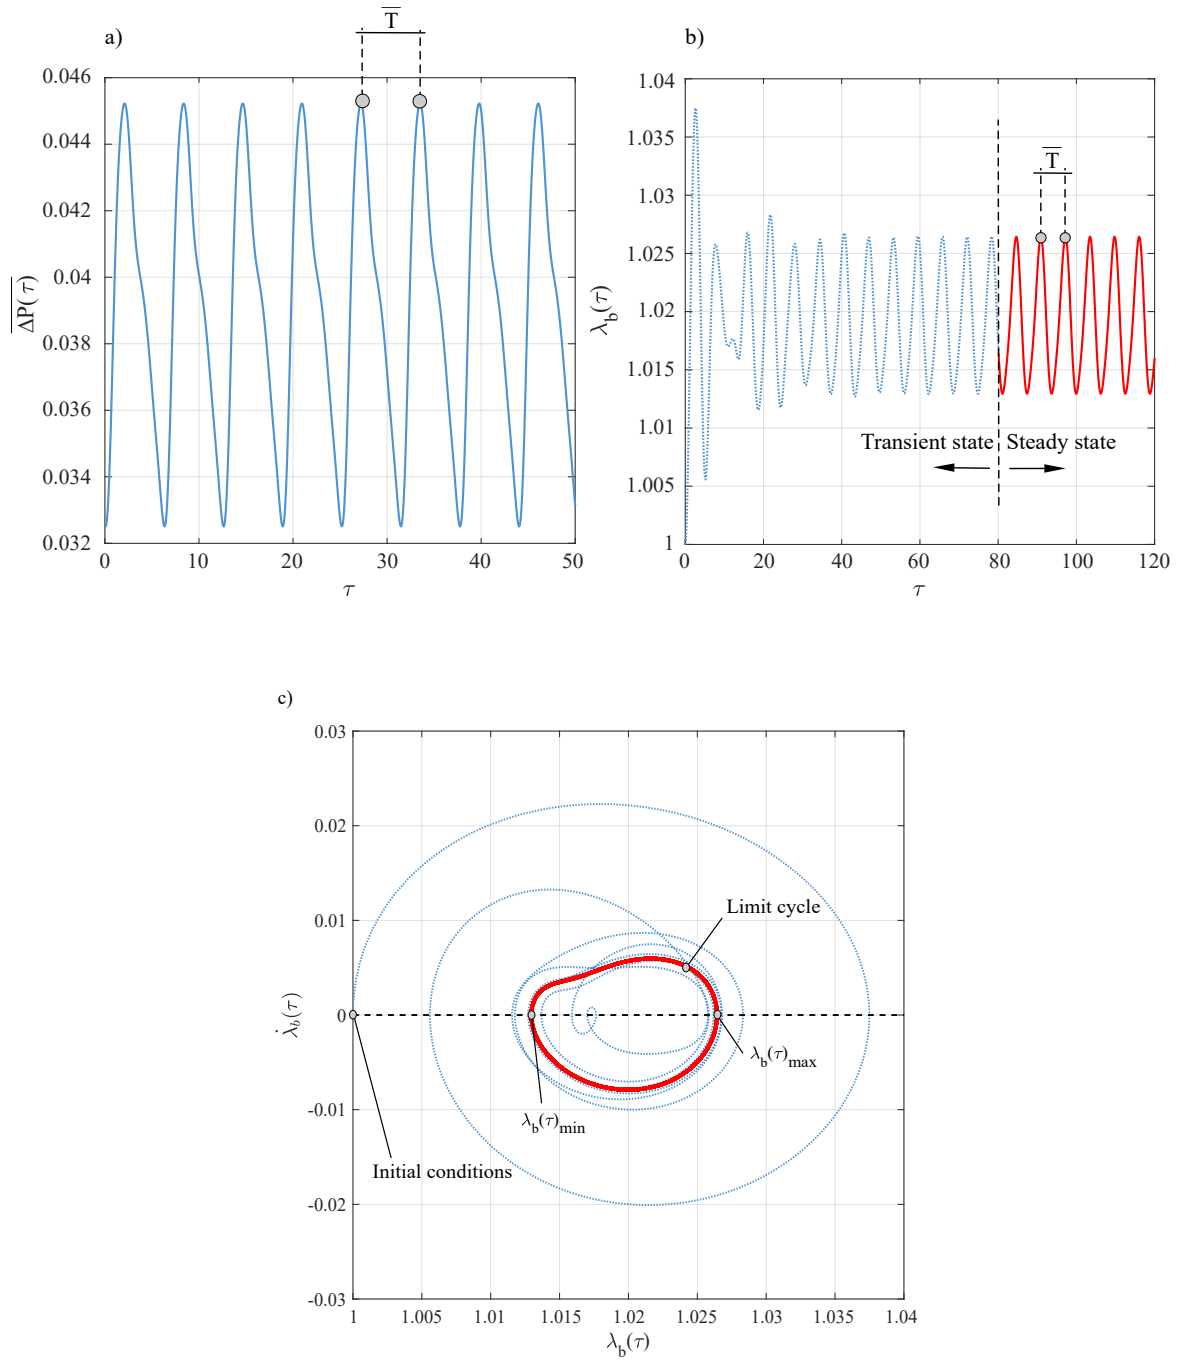 a)
T̅
0.046
0.044
0.042
0.04
0.038
0.036
0.034
0.032
0 10 20 30 40 50
τ
ΔP(τ)
b)
T̅
1.04
1.035
1.03
1.025
1.02
1.015
1.01
1.005
1
Transient state Steady state
0 20 40 60 80 100 120
τ
λb(τ)
c)
0.03
0.02
0.01
0
-0.01
-0.02
-0.03
Limit cycle
λb(τ)max
λb(τ)min
Initial conditions
1 1.005 1.01 1.015 1.02 1.025 1.03 1.035 1.04
λb(τ)
λ̇b(τ)